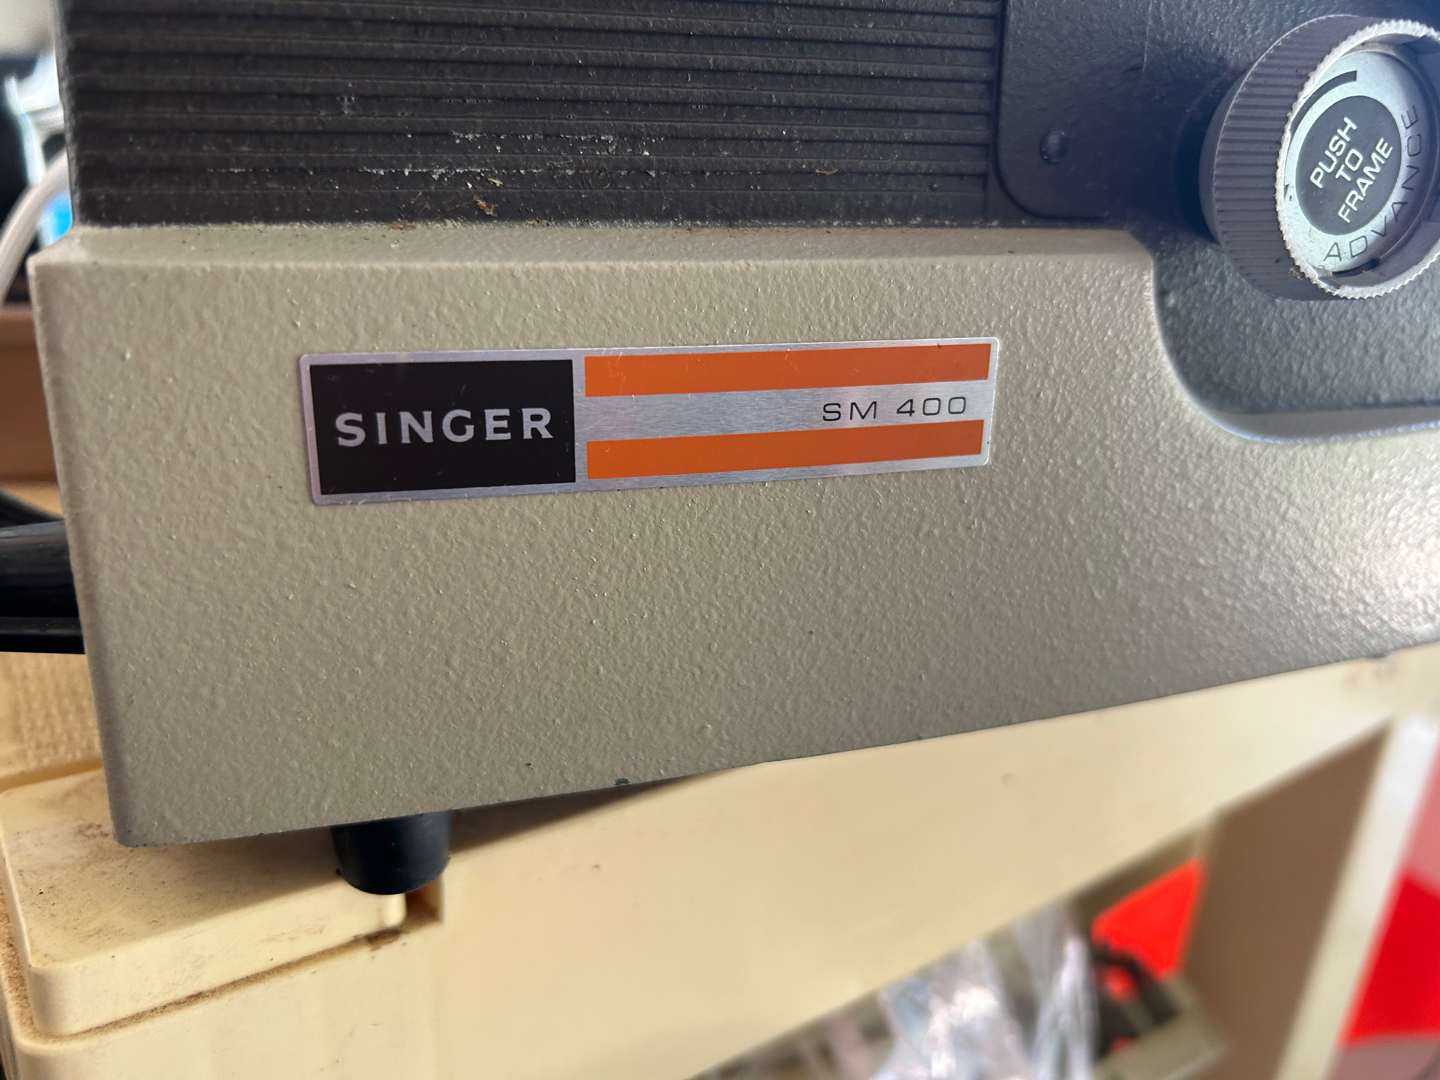 SINGER
SM 400
PUSH
TO
FRAME
ADVANCE